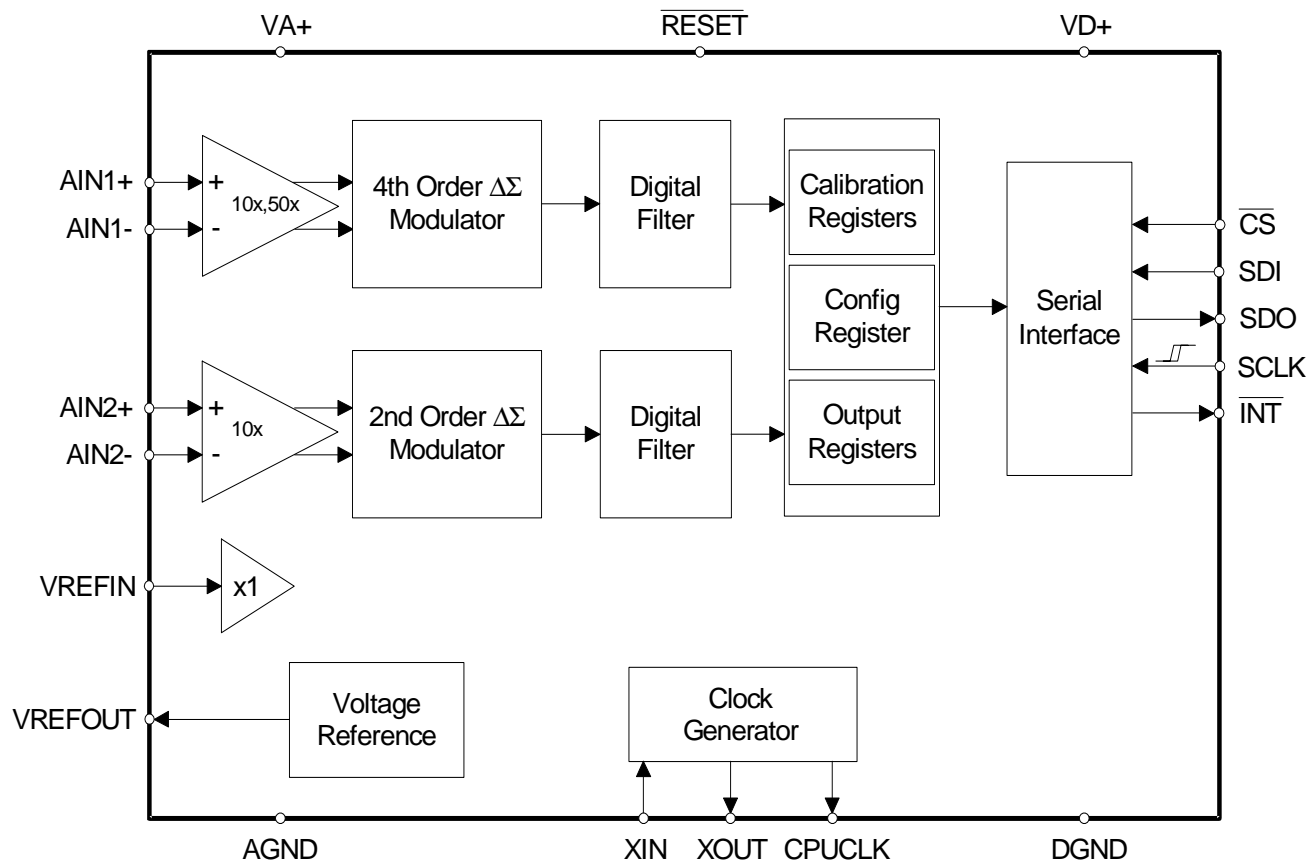 VA+
RESET
VD+
AIN1+
AIN1-
+
-
10x,50x
4th Order ΔΣ
Modulator
Digital
Filter
Calibration
Registers
Config
Register
Output
Registers
Serial
Interface
CS
SDI
SDO
SCLK
INT
AIN2+
AIN2-
+
-
10x
2nd Order ΔΣ
Modulator
Digital
Filter
VREFIN
x1
VREFOUT
Voltage
Reference
Clock
Generator
AGND
XIN
XOUT
CPUCLK
DGND